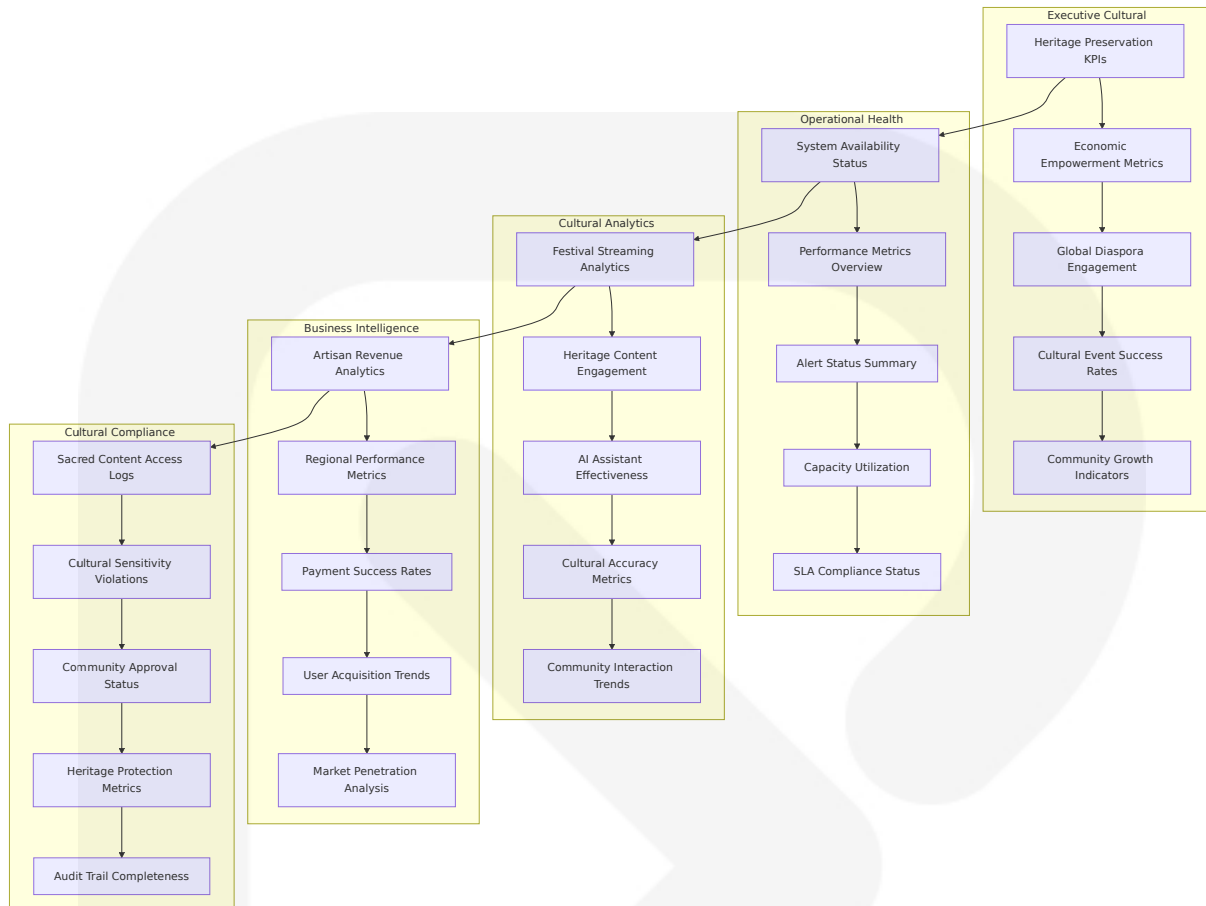 Executive Cultural
Heritage Preservation
KPIs
Economic
Empowerment Metrics
Global Diaspora
Engagement
Cultural Event Success
Rates
Community Growth
Indicators
Operational Health
System Availability
Status
Performance Metrics
Overview
Alert Status Summary
Capacity Utilization
SLA Compliance Status
Cultural Analytics
Festival Streaming
Analytics
Heritage Content
Engagement
AI Assistant
Effectiveness
Cultural Accuracy
Metrics
Community Interaction
Trends
Business Intelligence
Artisan Revenue
Analytics
Regional Performance
Metrics
Payment Success Rates
User Acquisition Trends
Market Penetration
Analysis
Cultural Compliance
Sacred Content Access
Logs
Cultural Sensitivity
Violations
Community Approval
Status
Heritage Protection
Metrics
Audit Trail Completeness